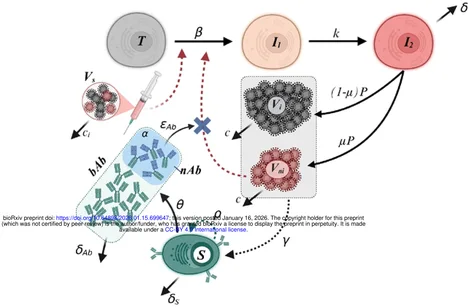 T
β
I₁
k
I₂
δ
Vₛ
cᵢ
(1-μ)P
Vᵢ
c
μP
εAb
α
nAb
bAb
Vₙᵢ
c
θ
ρ
γ
bioRxiv preprint doi: https://doi.org/10.64898/2026.01.15.699647; this version posted January 16, 2026. The copyright holder for this preprint
(which was not certified by peer review) is the author/funder, who has granted bioRxiv a license to display the preprint in perpetuity. It is made
available under a CC-BY 4.0 International license.
δAb
S
δS